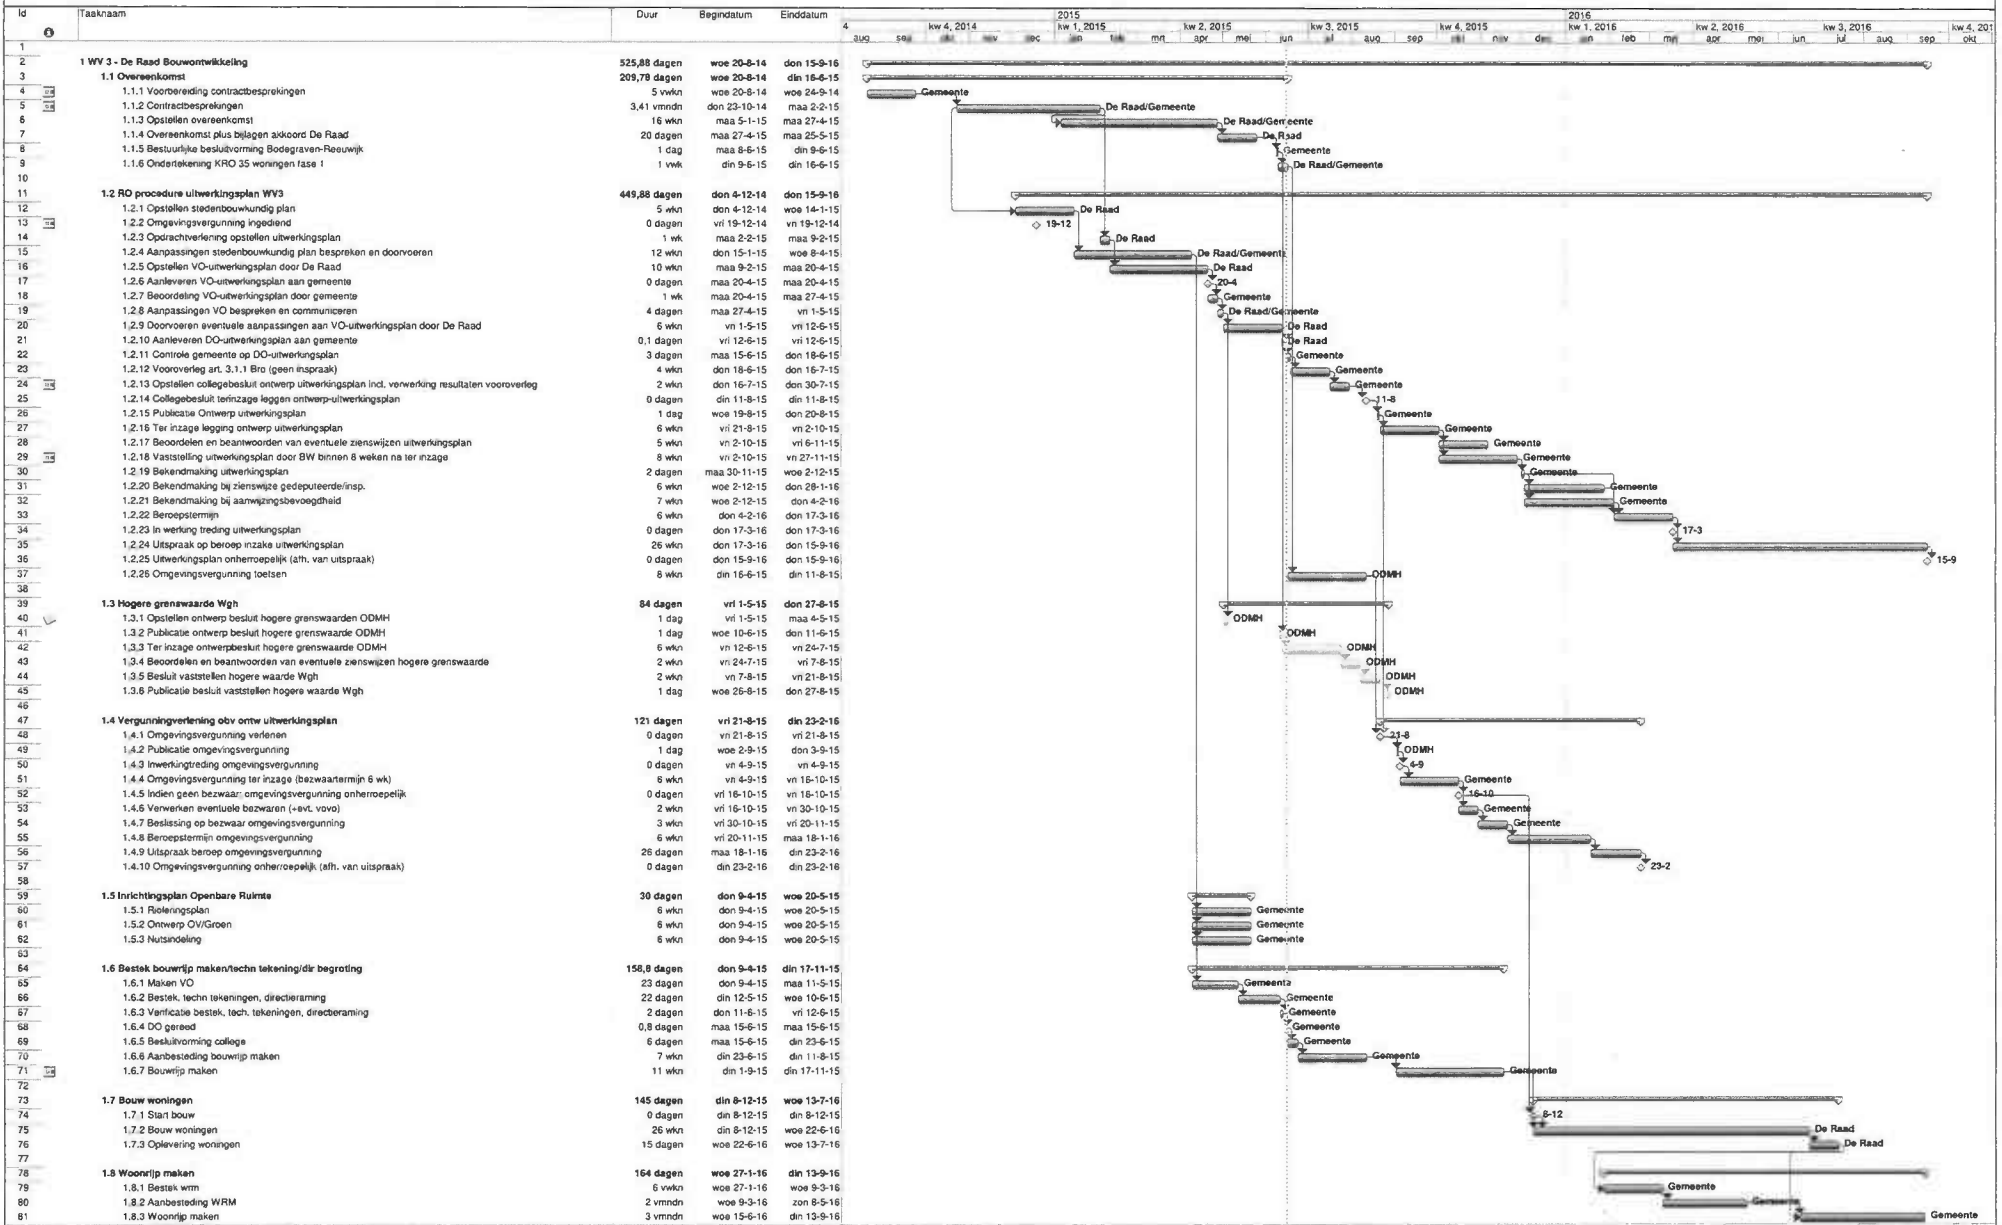 Id Taaknaam Duur Begindatum Einddatum 2015 2016
4 kw 4, 2014 kw 1, 2015 kw 2, 2015 kw 3, 2015 kw 4, 2015 kw 1, 2016 kw 2, 2016 kw 3, 2016 kw 4, 201
aug sep nov dec jan feb mrt apr mei jun jul aug sep nov dec jan feb mrt apr mei jun jul aug sep okt
1
2 1 WV 3 - De Raad Bouwontwikkeling 525,88 dagen woe 20-8-14 don 15-9-16
3 1.1 Overeenkomst 209,78 dagen woe 20-8-14 din 16-6-15
4 1.1.1 Voorbereiding contractbesprekingen 5 vwkn woe 20-8-14 woe 24-9-14 Gemeente
5 1.1.2 Contractbesprekingen 3,41 vmndn don 23-10-14 maa 2-2-15 De Raad/Gemeente
6 1.1.3 Opstellen overeenkomst 16 wkn maa 5-1-15 maa 27-4-15 De Raad/Gemeente
7 1.1.4 Overeenkomst plus bijlagen akkoord De Raad 20 dagen maa 27-4-15 maa 25-5-15 De Raad
8 1.1.5 Bestuurlijke besluitvorming Bodegraven-Reeuwijk 1 dag maa 8-6-15 din 9-6-15 Gemeente
9 1.1.6 Ondertekening KRO 35 woningen fase 1 1 vwk din 9-6-15 din 16-6-15 De Raad/Gemeente
10
11 1.2 RO procedure uitwerkingsplan WV3 449,88 dagen don 4-12-14 don 15-9-16
12 1.2.1 Opstellen stedenbouwkundig plan 5 wkn don 4-12-14 woe 14-1-15 De Raad
13 1.2.2 Omgevingsvergunning ingediend 0 dagen vri 19-12-14 vri 19-12-14 19-12
14 1.2.3 Opdrachtverlening opstellen uitwerkingsplan 1 wk maa 2-2-15 maa 9-2-15 De Raad
15 1.2.4 Aanpassingen stedenbouwkundig plan bespreken en doorvoeren 12 wkn don 15-1-15 woe 8-4-15 De Raad/Gemeente
16 1.2.5 Opstellen VO-uitwerkingsplan door De Raad 10 wkn maa 9-2-15 maa 20-4-15 De Raad
17 1.2.6 Aanleveren VO-uitwerkingsplan aan gemeente 0 dagen maa 20-4-15 maa 20-4-15 20-4
18 1.2.7 Beoordeling VO-uitwerkingsplan door gemeente 1 wk maa 20-4-15 maa 27-4-15 Gemeente
19 1.2.8 Aanpassingen VO bespreken en communiceren 4 dagen maa 27-4-15 vri 1-5-15 De Raad/Gemeente
20 1.2.9 Doorvoeren eventuele aanpassingen aan VO-uitwerkingsplan door De Raad 6 wkn vri 1-5-15 vri 12-6-15 De Raad
21 1.2.10 Aanleveren DO-uitwerkingsplan aan gemeente 0,1 dagen vri 12-6-15 vri 12-6-15 De Raad
22 1.2.11 Controle gemeente op DO-uitwerkingsplan 3 dagen maa 15-6-15 don 18-6-15 Gemeente
23 1.2.12 Vooroverleg art. 3.1.1 Bro (geen inspraak) 4 wkn don 18-6-15 don 16-7-15 Gemeente
24 1.2.13 Opstellen collegebesluit ontwerp uitwerkingsplan incl. verwerking resultaten vooroverleg 2 wkn don 16-7-15 don 30-7-15 Gemeente
25 1.2.14 Collegebesluit terinzage leggen ontwerp-uitwerkingsplan 0 dagen din 11-8-15 din 11-8-15 11-8
26 1.2.15 Publicatie Ontwerp uitwerkingsplan 1 dag woe 19-8-15 don 20-8-15 Gemeente
27 1.2.16 Ter inzage legging ontwerp uitwerkingsplan 6 wkn vri 21-8-15 vri 2-10-15 Gemeente
28 1.2.17 Beoordelen en beantwoorden van eventuele zienswijzen uitwerkingsplan 5 wkn vri 2-10-15 vri 6-11-15 Gemeente
29 1.2.18 Vaststelling uitwerkingsplan door BW binnen 8 weken na ter inzage 8 wkn vri 2-10-15 vri 27-11-15 Gemeente
30 1.2.19 Bekendmaking uitwerkingsplan 2 dagen maa 30-11-15 woe 2-12-15 Gemeente
31 1.2.20 Bekendmaking bij zienswijze gedeputeerde/insp. 6 wkn woe 2-12-15 don 28-1-16 Gemeente
32 1.2.21 Bekendmaking bij aanwijzingsbevoegdheid 7 wkn woe 2-12-15 don 4-2-16 Gemeente
33 1.2.22 Beroepstermijn 6 wkn don 4-2-16 don 17-3-16
34 1.2.23 In werking treding uitwerkingsplan 0 dagen don 17-3-16 don 17-3-16 17-3
35 1.2.24 Uitspraak op beroep inzake uitwerkingsplan 26 wkn don 17-3-16 don 15-9-16
36 1.2.25 Uitwerkingsplan onherroepelijk (afh. van uitspraak) 0 dagen don 15-9-16 don 15-9-16 15-9
37 1.2.26 Omgevingsvergunning toetsen 8 wkn din 16-6-15 din 11-8-15 ODMH
38
39 1.3 Hogere grenswaarde Wgh 84 dagen vri 1-5-15 don 27-8-15
40 1.3.1 Opstellen ontwerp besluit hogere grenswaarden ODMH 1 dag vri 1-5-15 maa 4-5-15 ODMH
41 1.3.2 Publicatie ontwerp besluit hogere grenswaarde ODMH 1 dag woe 10-6-15 don 11-6-15 ODMH
42 1.3.3 Ter inzage ontwerpbesluit hogere grenswaarde ODMH 6 wkn vri 12-6-15 vri 24-7-15 ODMH
43 1.3.4 Beoordelen en beantwoorden van eventuele zienswijzen hogere grenswaarde 2 wkn vri 24-7-15 vri 7-8-15 ODMH
44 1.3.5 Besluit vaststellen hogere waarde Wgh 2 wkn vri 7-8-15 vri 21-8-15 ODMH
45 1.3.6 Publicatie besluit vaststellen hogere waarde Wgh 1 dag woe 26-8-15 don 27-8-15 ODMH
46
47 1.4 Vergunningverlening obv ontw uitwerkingsplan 121 dagen vri 21-8-15 din 23-2-16
48 1.4.1 Omgevingsvergunning verlenen 0 dagen vri 21-8-15 vri 21-8-15 21-8
49 1.4.2 Publicatie omgevingsvergunning 1 dag woe 2-9-15 don 3-9-15 ODMH
50 1.4.3 Inwerkingtreding omgevingsvergunning 0 dagen vri 4-9-15 vri 4-9-15 4-9
51 1.4.4 Omgevingsvergunning ter inzage (bezwaartermijn 6 wk) 6 wkn vri 4-9-15 vri 16-10-15 Gemeente
52 1.4.5 Indien geen bezwaar: omgevingsvergunning onherroepelijk 0 dagen vri 16-10-15 vri 16-10-15 16-10
53 1.4.6 Verwerken eventuele bezwaren (+evt. vovo) 2 wkn vri 16-10-15 vri 30-10-15 Gemeente
54 1.4.7 Beslissing op bezwaar omgevingsvergunning 3 wkn vri 30-10-15 vri 20-11-15 Gemeente
55 1.4.8 Beroepstermijn omgevingsvergunning 6 wkn vri 20-11-15 maa 18-1-16
56 1.4.9 Uitspraak beroep omgevingsvergunning 26 dagen maa 18-1-16 din 23-2-16
57 1.4.10 Omgevingsvergunning onherroepelijk (afh. van uitspraak) 0 dagen din 23-2-16 din 23-2-16 23-2
58
59 1.5 Inrichtingsplan Openbare Ruimte 30 dagen don 9-4-15 woe 20-5-15
60 1.5.1 Rioleringsplan 6 wkn don 9-4-15 woe 20-5-15 Gemeente
61 1.5.2 Ontwerp OV/Groen 6 wkn don 9-4-15 woe 20-5-15 Gemeente
62 1.5.3 Nutsindeling 6 wkn don 9-4-15 woe 20-5-15 Gemeente
63
64 1.6 Bestek bouwrijp maken/techn tekening/dir begroting 158,8 dagen don 9-4-15 din 17-11-15
65 1.6.1 Maken VO 23 dagen don 9-4-15 maa 11-5-15 Gemeente
66 1.6.2 Bestek, techn tekeningen, directieraming 22 dagen din 12-5-15 woe 10-6-15 Gemeente
67 1.6.3 Verificatie bestek, tech. tekeningen, directieraming 2 dagen don 11-6-15 vri 12-6-15 Gemeente
68 1.6.4 DO gereed 0,8 dagen maa 15-6-15 maa 15-6-15 Gemeente
69 1.6.5 Besluitvorming college 6 dagen maa 15-6-15 din 23-6-15 Gemeente
70 1.6.6 Aanbesteding bouwrijp maken 7 wkn din 23-6-15 din 11-8-15 Gemeente
71 1.6.7 Bouwrijp maken 11 wkn din 1-9-15 din 17-11-15 Gemeente
72
73 1.7 Bouw woningen 145 dagen din 8-12-15 woe 13-7-16
74 1.7.1 Start bouw 0 dagen din 8-12-15 din 8-12-15 8-12
75 1.7.2 Bouw woningen 26 wkn din 8-12-15 woe 22-6-16 De Raad
76 1.7.3 Oplevering woningen 15 dagen woe 22-6-16 woe 13-7-16 De Raad
77
78 1.8 Woonrijp maken 164 dagen woe 27-1-16 din 13-9-16
79 1.8.1 Bestek wrm 6 vwkn woe 27-1-16 woe 9-3-16 Gemeente
80 1.8.2 Aanbesteding WRM 2 vmndn woe 9-3-16 zon 8-5-16 Gemeente
81 1.8.3 Woonrijp maken 3 vmndn woe 15-6-16 din 13-9-16 Gemeente